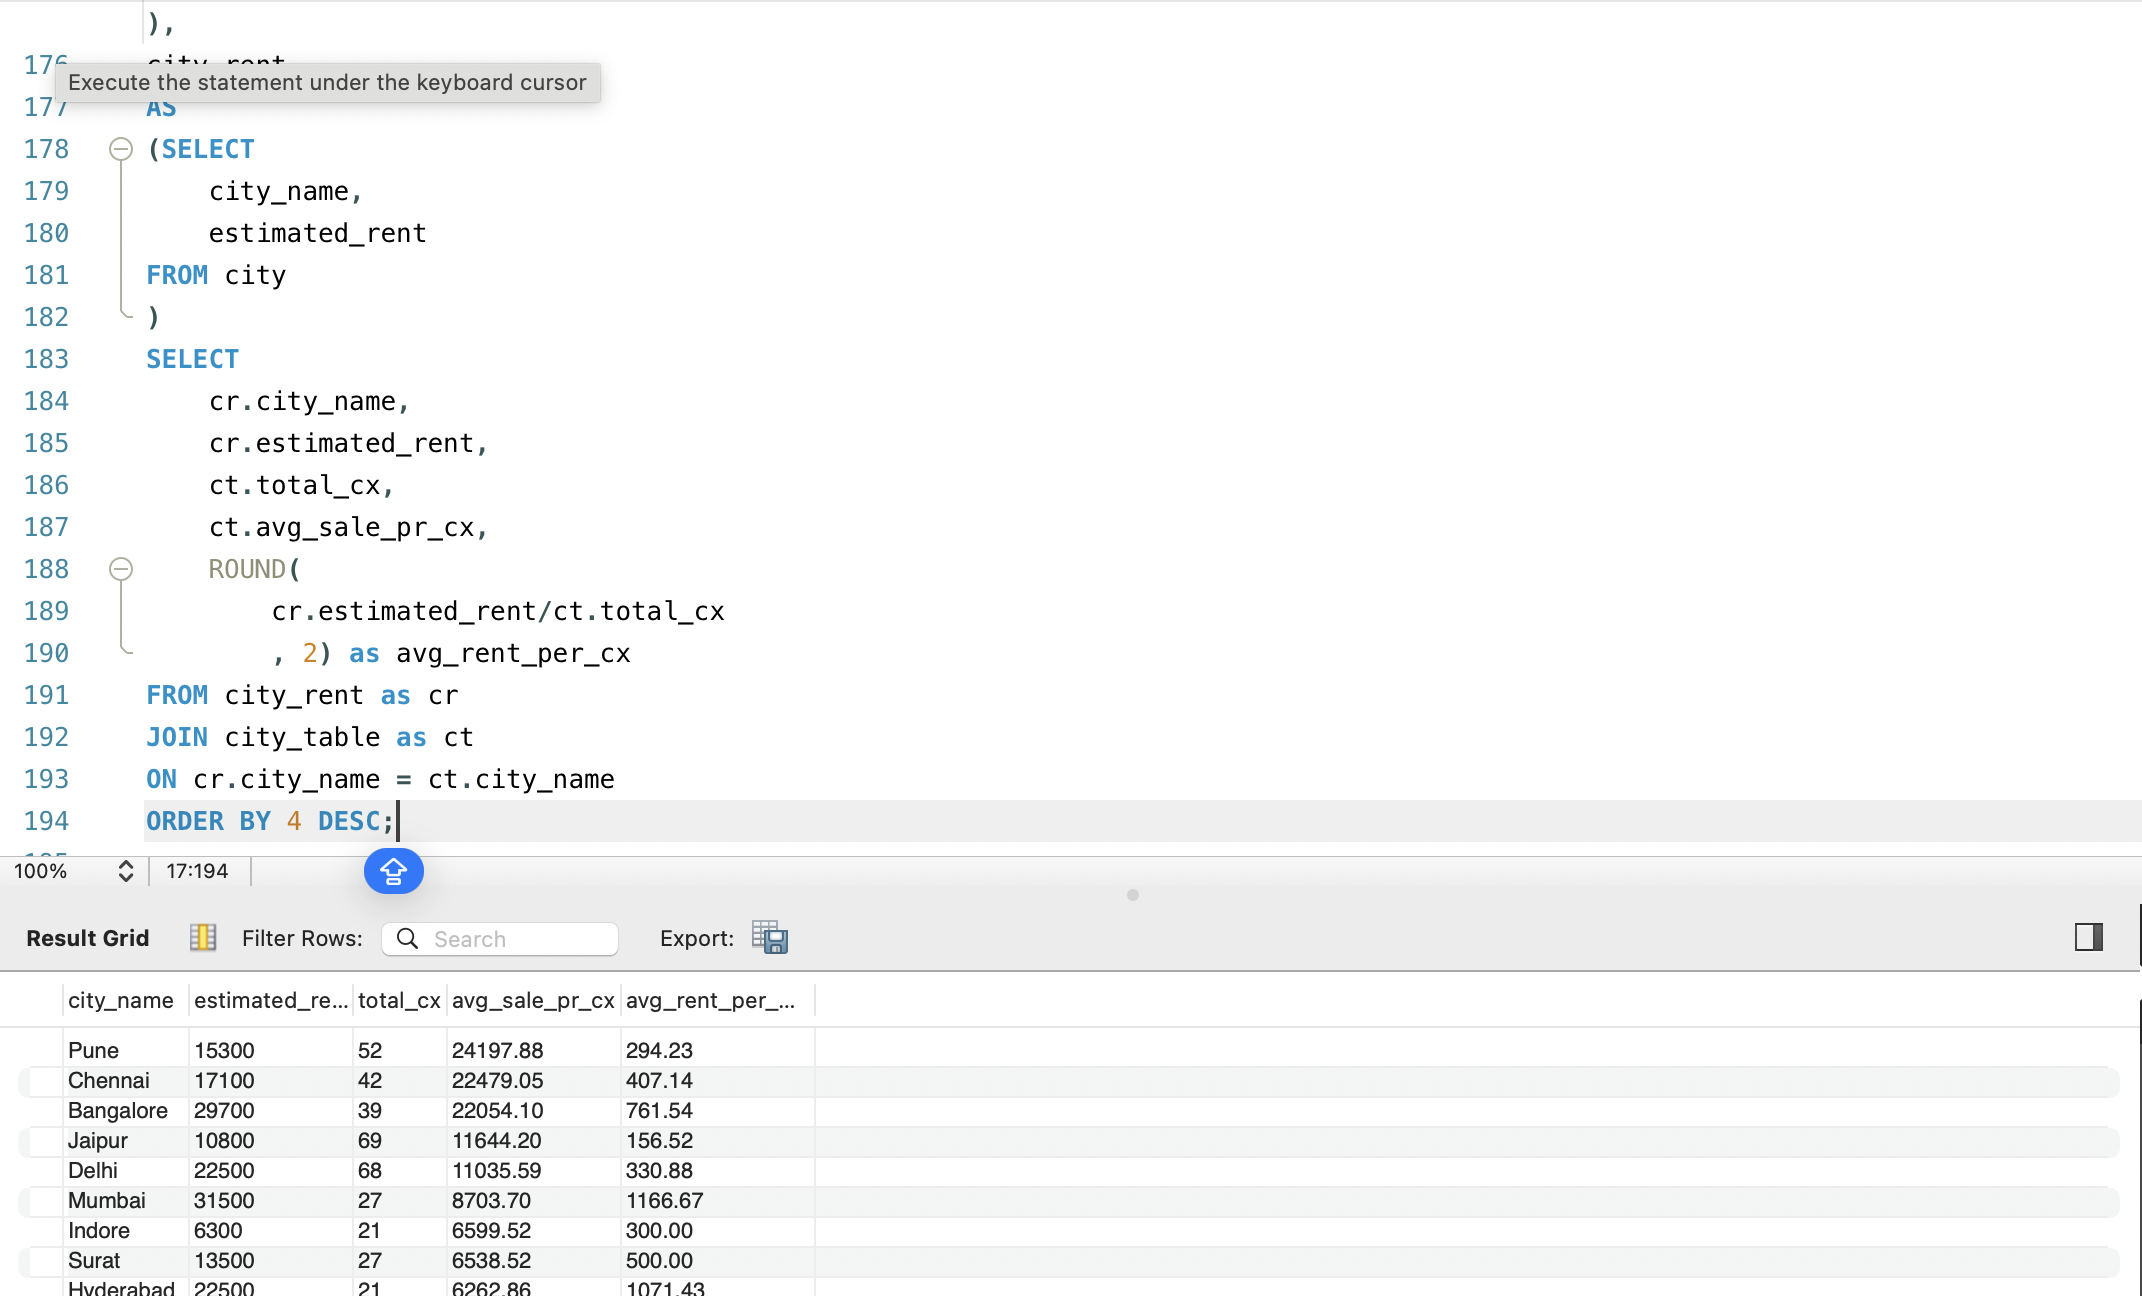 ),
176 city_rent
Execute the statement under the keyboard cursor
177 AS
178 (SELECT
179 city_name,
180 estimated_rent
181 FROM city
182 )
183 SELECT
184 cr.city_name,
185 cr.estimated_rent,
186 ct.total_cx,
187 ct.avg_sale_pr_cx,
188 ROUND(
189 cr.estimated_rent/ct.total_cx
190 , 2) as avg_rent_per_cx
191 FROM city_rent as cr
192 JOIN city_table as ct
193 ON cr.city_name = ct.city_name
194 ORDER BY 4 DESC;
195
100% 17:194
Result Grid Filter Rows: Search Export:
city_name estimated_re... total_cx avg_sale_pr_cx avg_rent_per_...
Pune 15300 52 24197.88 294.23
Chennai 17100 42 22479.05 407.14
Bangalore 29700 39 22054.10 761.54
Jaipur 10800 69 11644.20 156.52
Delhi 22500 68 11035.59 330.88
Mumbai 31500 27 8703.70 1166.67
Indore 6300 21 6599.52 300.00
Surat 13500 27 6538.52 500.00
Hyderabad 22500 21 6262.86 1071.43